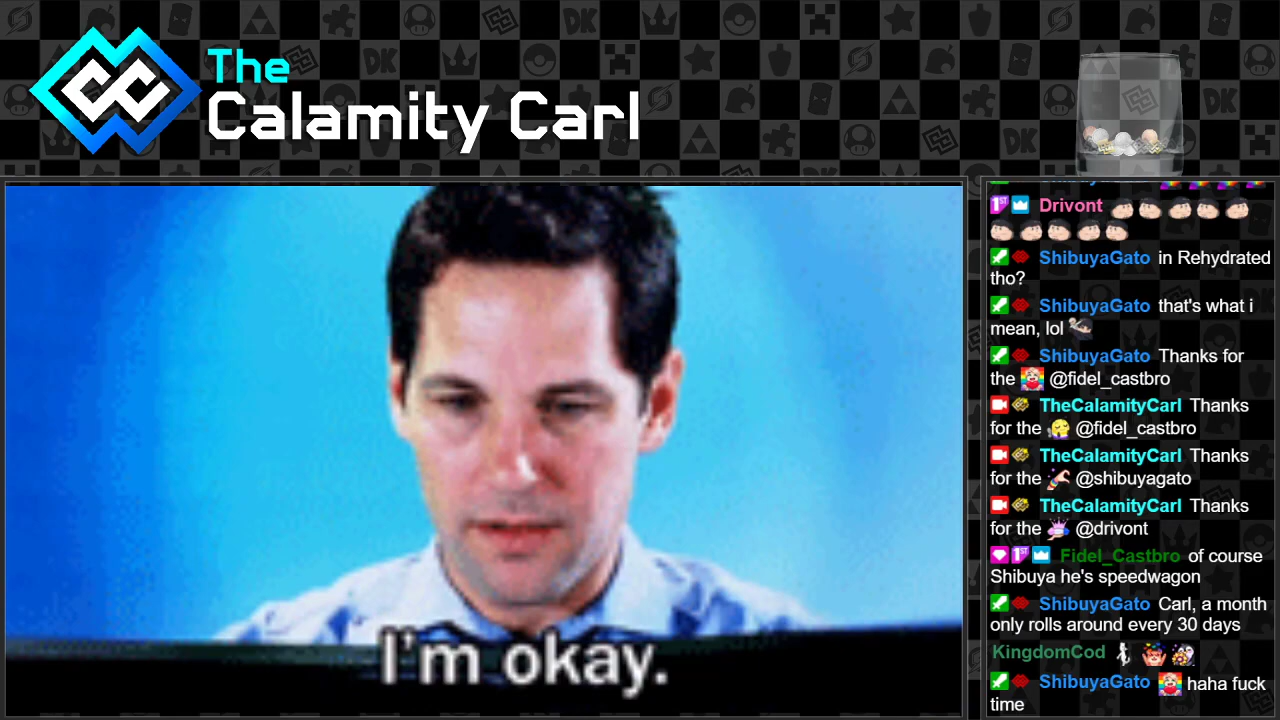 The
Calamity Carl
I'm okay.
Drivont
ShibuyaGato in Rehydrated
tho?
ShibuyaGato that's what i
mean, lol
ShibuyaGato Thanks for
the @fidel_castbro
TheCalamityCarl Thanks
for the @fidel_castbro
TheCalamityCarl Thanks
for the @shibuyagato
TheCalamityCarl Thanks
for the @drivont
Fidel_Castbro of course
Shibuya he's speedwagon
ShibuyaGato Carl, a month
only rolls around every 30 days
KingdomCod
ShibuyaGato haha fuck
time